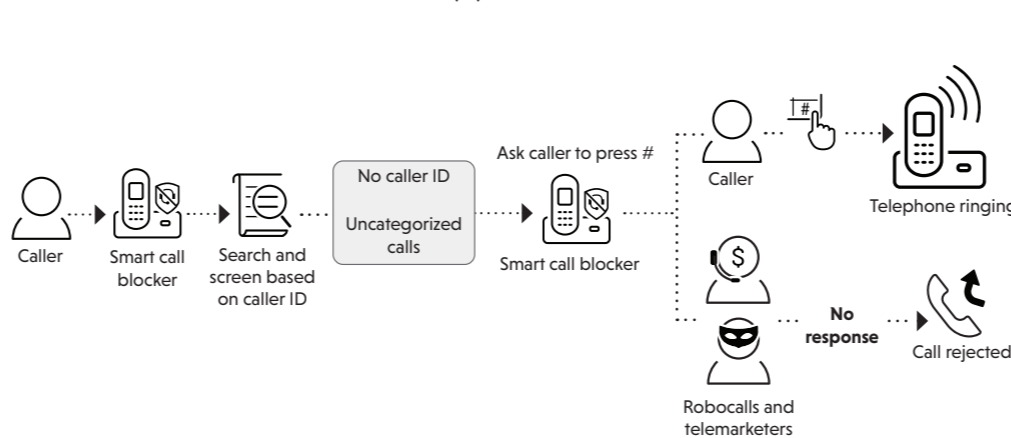 Caller
Smart call
blocker
Search and
screen based
on caller ID
No caller ID
Uncategorized
calls
Ask caller to press #
Smart call blocker
#
Caller
Telephone ringing
$
Robocalls and
telemarketers
No
response
Call rejected